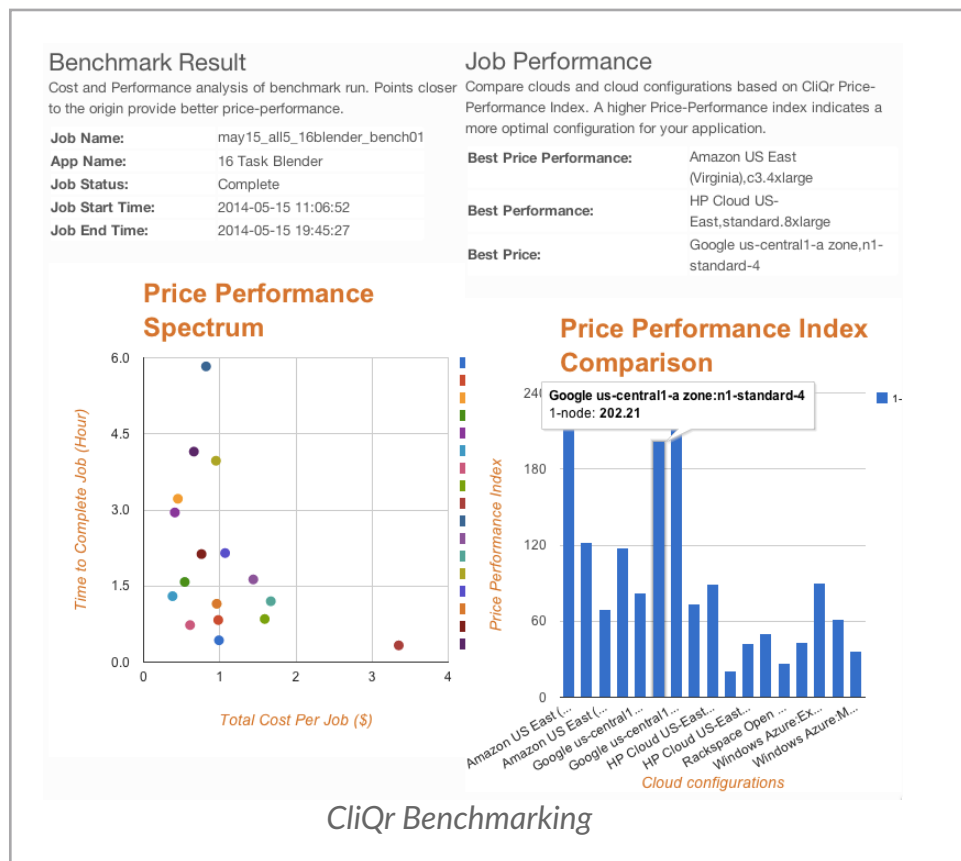 Benchmark Result
Cost and Performance analysis of benchmark run. Points closer
to the origin provide better price-performance.
Job Name: may15_all5_16blender_bench01
App Name: 16 Task Blender
Job Status: Complete
Job Start Time: 2014-05-15 11:06:52
Job End Time: 2014-05-15 19:45:27
Price Performance
Spectrum
6.0
4.5
3.0
1.5
0.0
Time to Complete Job (Hour)
0 1 2 3 4
Total Cost Per Job ($)
Job Performance
Compare clouds and cloud configurations based on CliQr Price-
Performance Index. A higher Price-Performance index indicates a
more optimal configuration for your application.
Best Price Performance: Amazon US East
(Virginia),c3.4xlarge
Best Performance: HP Cloud US-
East,standard.8xlarge
Best Price: Google us-central1-a zone,n1-
standard-4
Price Performance Index
Comparison
Google us-central1-a zone:n1-standard-4
1-node: 202.21
1-
240
180
120
60
0
Price Performance Index
Amazon US East (...
Amazon US East (...
Google us-central1...
Google us-central1...
HP Cloud US-East...
HP Cloud US-East...
Rackspace Open ...
Windows Azure:Ex...
Windows Azure:M...
Cloud configurations
CliQr Benchmarking